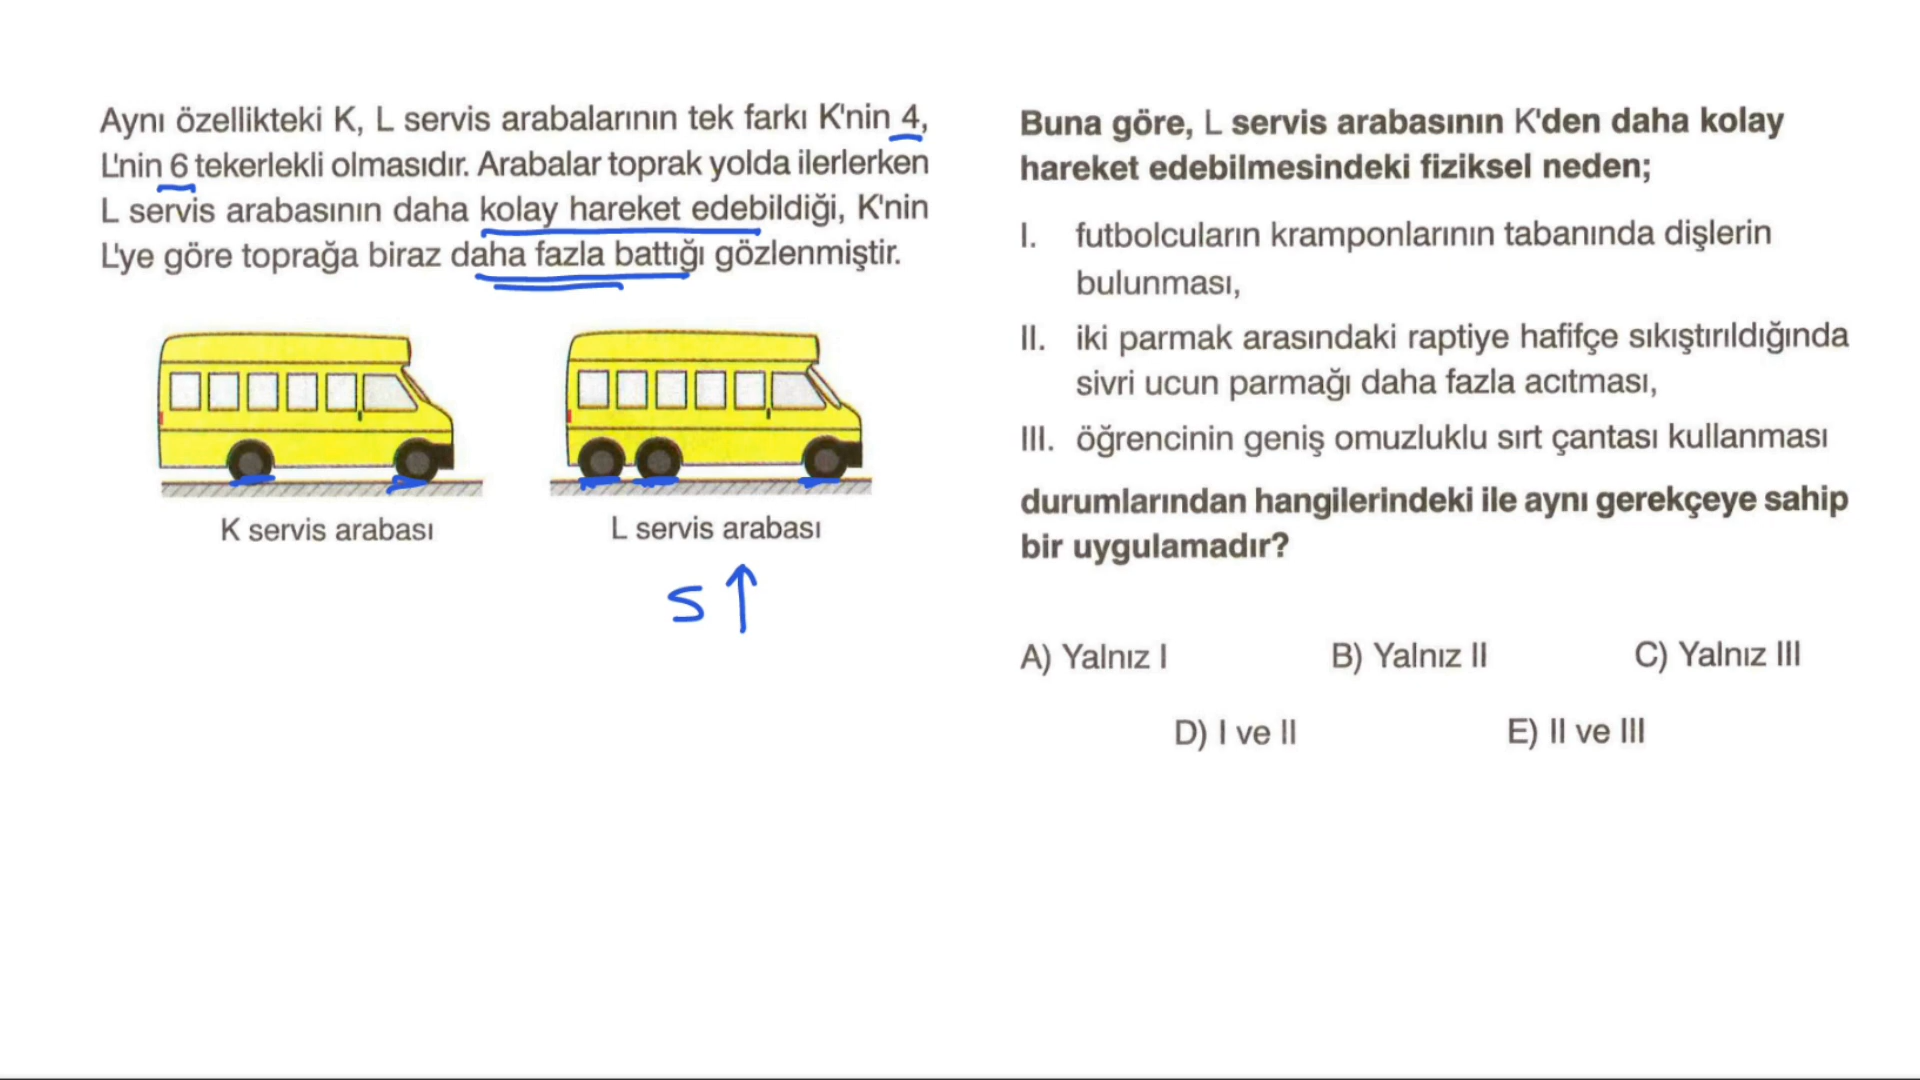 Aynı özellikteki K, L servis arabalarının tek farkı K'nin 4,
L'nin 6 tekerlekli olmasıdır. Arabalar toprak yolda ilerlerken
L servis arabasının daha kolay hareket edebildiği, K'nin
L'ye göre toprağa biraz daha fazla battığı gözlenmiştir.
K servis arabası
L servis arabası
S ↑
Buna göre, L servis arabasının K'den daha kolay
hareket edebilmesindeki fiziksel neden;
I. futbolcuların kramponlarının tabanında dişlerin
bulunması,
II. iki parmak arasındaki raptiye hafifçe sıkıştırıldığında
sivri ucun parmağı daha fazla acıtması,
III. öğrencinin geniş omuzluklu sırt çantası kullanması
durumlarından hangilerindeki ile aynı gerekçeye sahip
bir uygulamadır?
A) Yalnız I
B) Yalnız II
C) Yalnız III
D) I ve II
E) II ve III